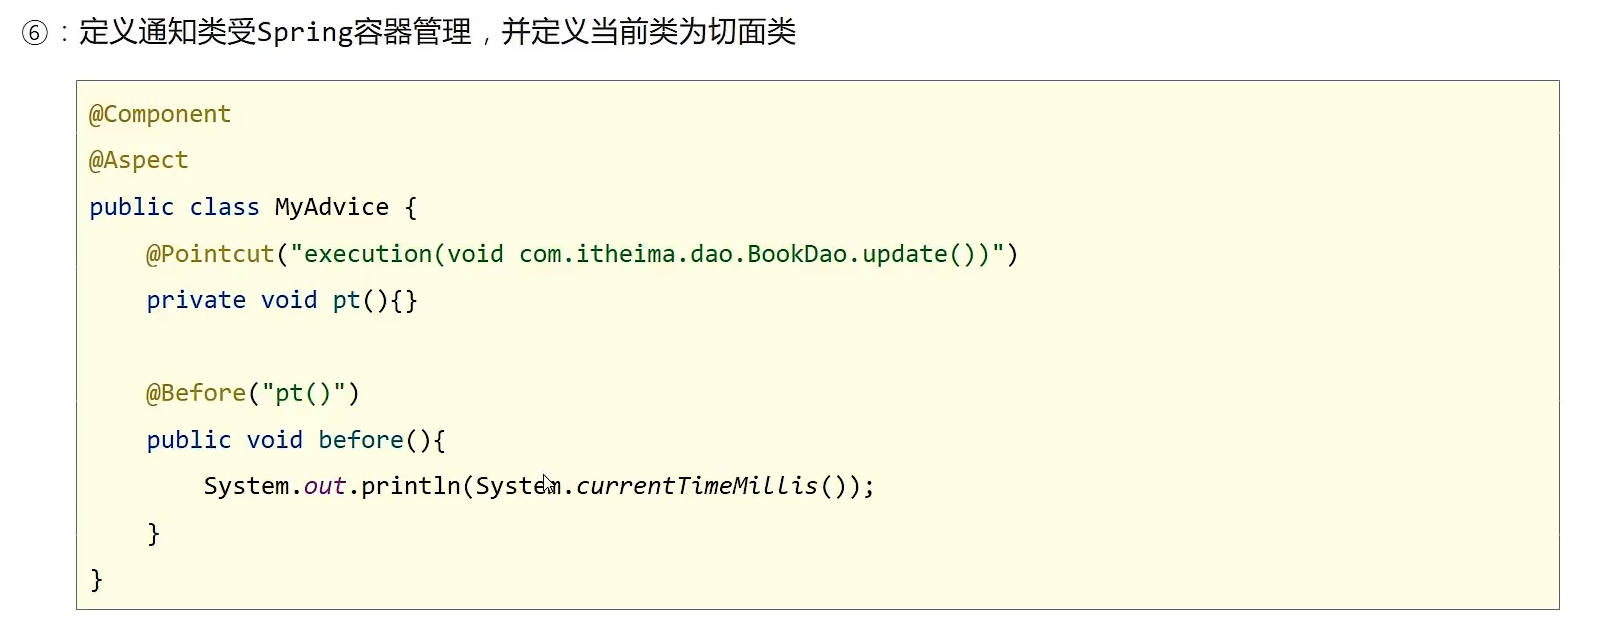 ⑥：定义通知类受Spring容器管理，并定义当前类为切面类
@Component
@Aspect
public class MyAdvice {
    @Pointcut("execution(void com.itheima.dao.BookDao.update())")
    private void pt(){}
    @Before("pt()")
    public void before(){
        System.out.println(System.currentTimeMillis());
    }
}